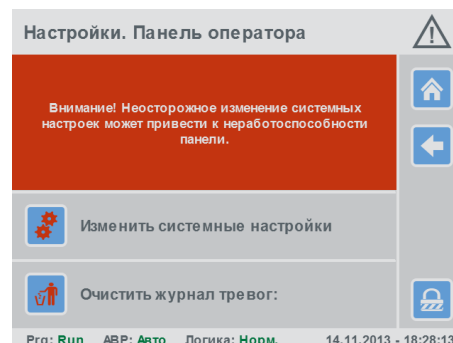 Настройки. Панель оператора
Внимание! Неосторожное изменение системных
настроек может привести к неработоспособности
панели.
Изменить системные настройки
Очистить журнал тревог:
Prg: Run АВР: Авто Логика: Норм. 14.11.2013 - 18:28:13